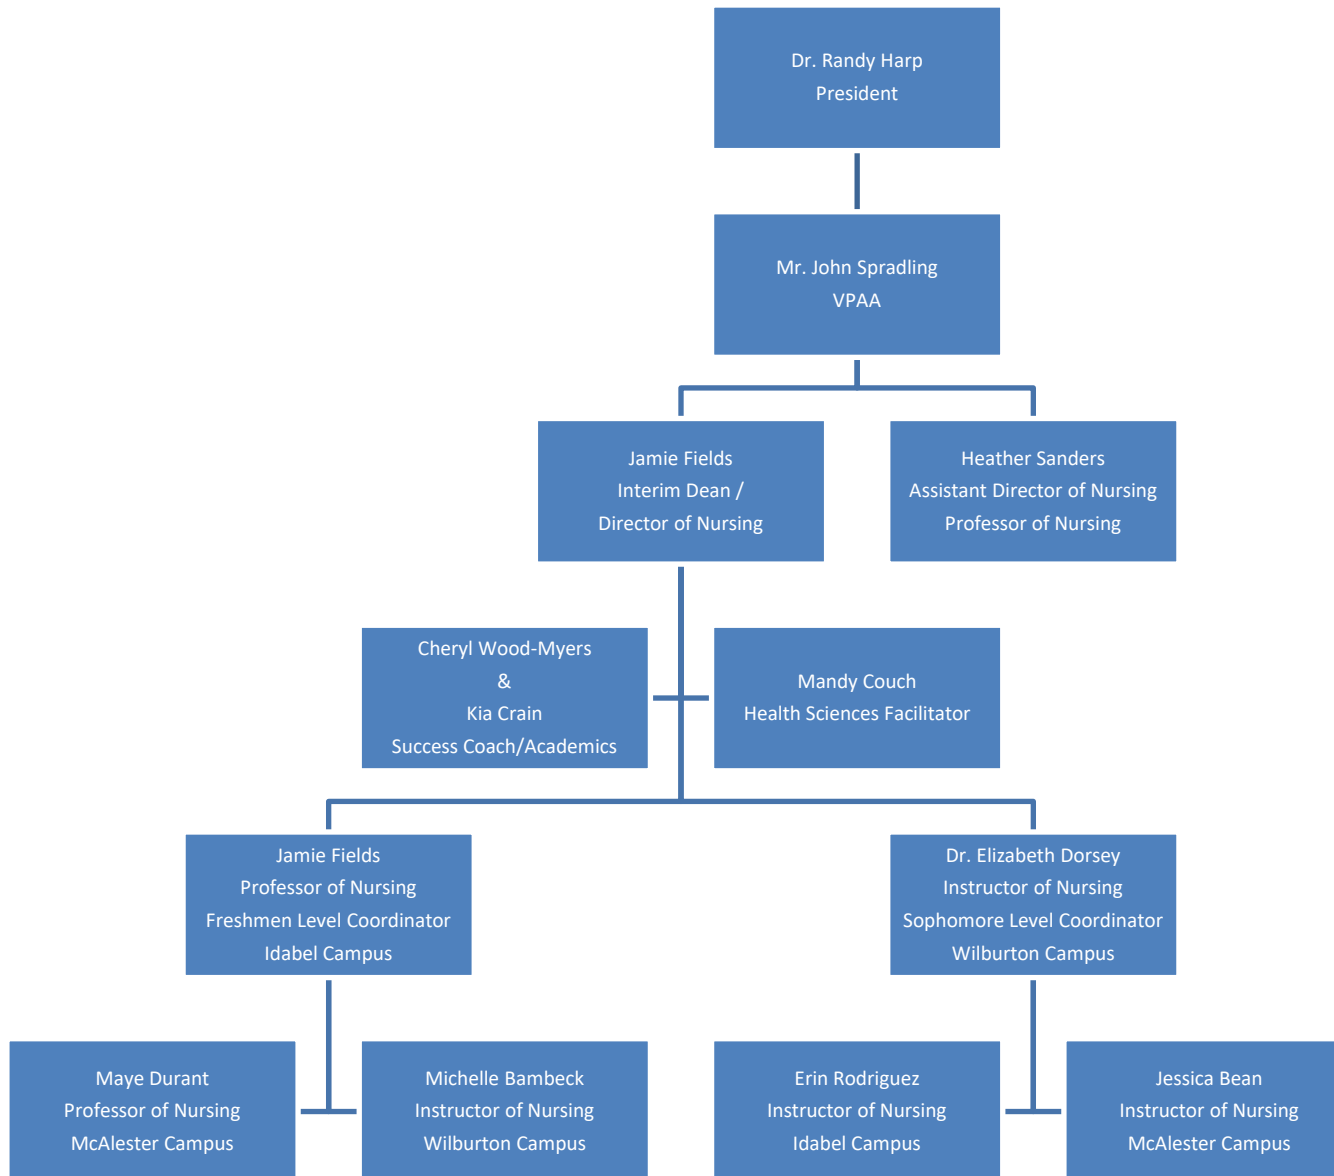 Dr. Randy Harp
President
Mr. John Spradling
VPAA
Jamie Fields
Interim Dean /
Director of Nursing
Heather Sanders
Assistant Director of Nursing
Professor of Nursing
Cheryl Wood-Myers
&
Kia Crain
Success Coach/Academics
Mandy Couch
Health Sciences Facilitator
Jamie Fields
Professor of Nursing
Freshmen Level Coordinator
Idabel Campus
Dr. Elizabeth Dorsey
Instructor of Nursing
Sophomore Level Coordinator
Wilburton Campus
Maye Durant
Professor of Nursing
McAlester Campus
Michelle Bambeck
Instructor of Nursing
Wilburton Campus
Erin Rodriguez
Instructor of Nursing
Idabel Campus
Jessica Bean
Instructor of Nursing
McAlester Campus